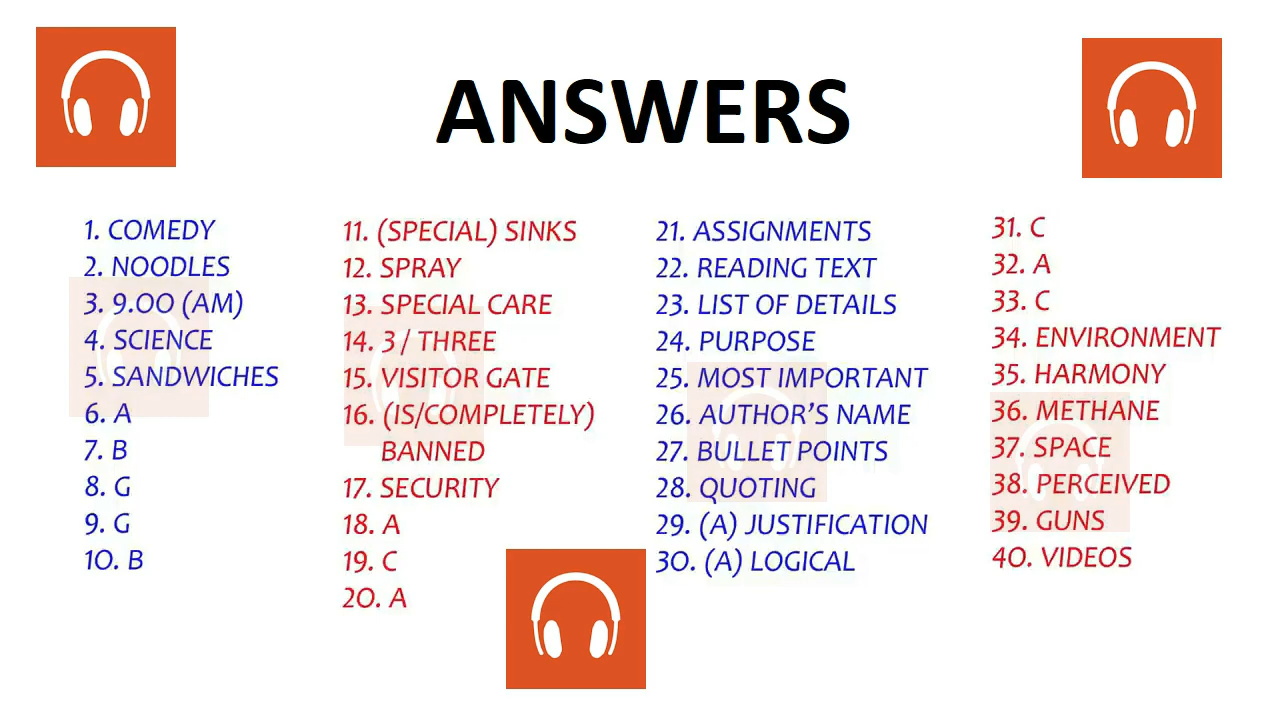 ANSWERS
1. COMEDY
2. NOODLES
3. 9.00 (AM)
4. SCIENCE
5. SANDWICHES
6. A
7. B
8. G
9. G
10. B
11. (SPECIAL) SINKS
12. SPRAY
13. SPECIAL CARE
14. 3 / THREE
15. VISITOR GATE
16. (IS/COMPLETELY)
BANNED
17. SECURITY
18. A
19. C
20. A
21. ASSIGNMENTS
22. READING TEXT
23. LIST OF DETAILS
24. PURPOSE
25. MOST IMPORTANT
26. AUTHOR'S NAME
27. BULLET POINTS
28. QUOTING
29. (A) JUSTIFICATION
30. (A) LOGICAL
31. C
32. A
33. C
34. ENVIRONMENT
35. HARMONY
36. METHANE
37. SPACE
38. PERCEIVED
39. GUNS
40. VIDEOS